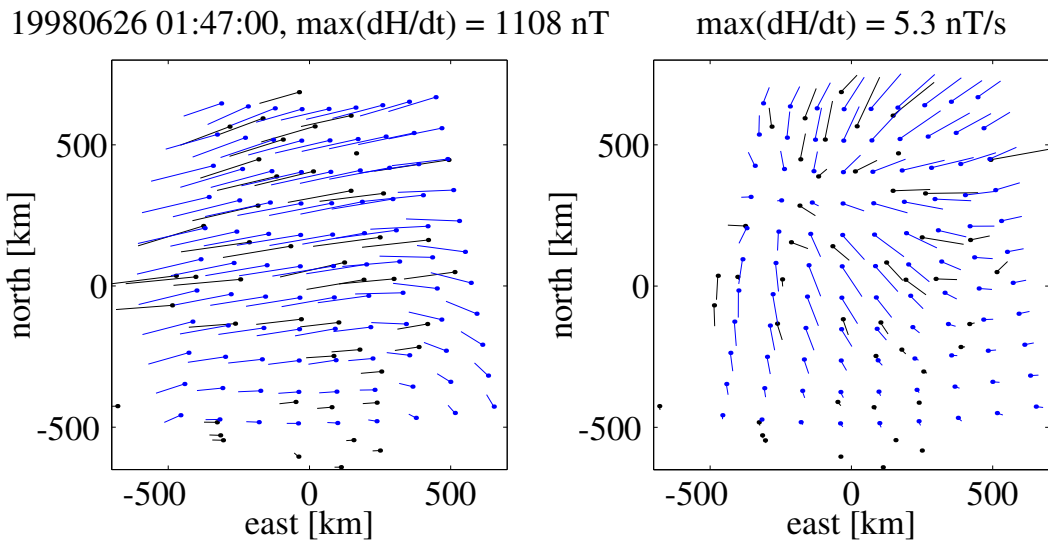 19980626 01:47:00, max(dH/dt) = 1108 nT
max(dH/dt) = 5.3 nT/s
north [km]
500
0
-500
-500
0
500
east [km]
north [km]
500
0
-500
-500
0
500
east [km]